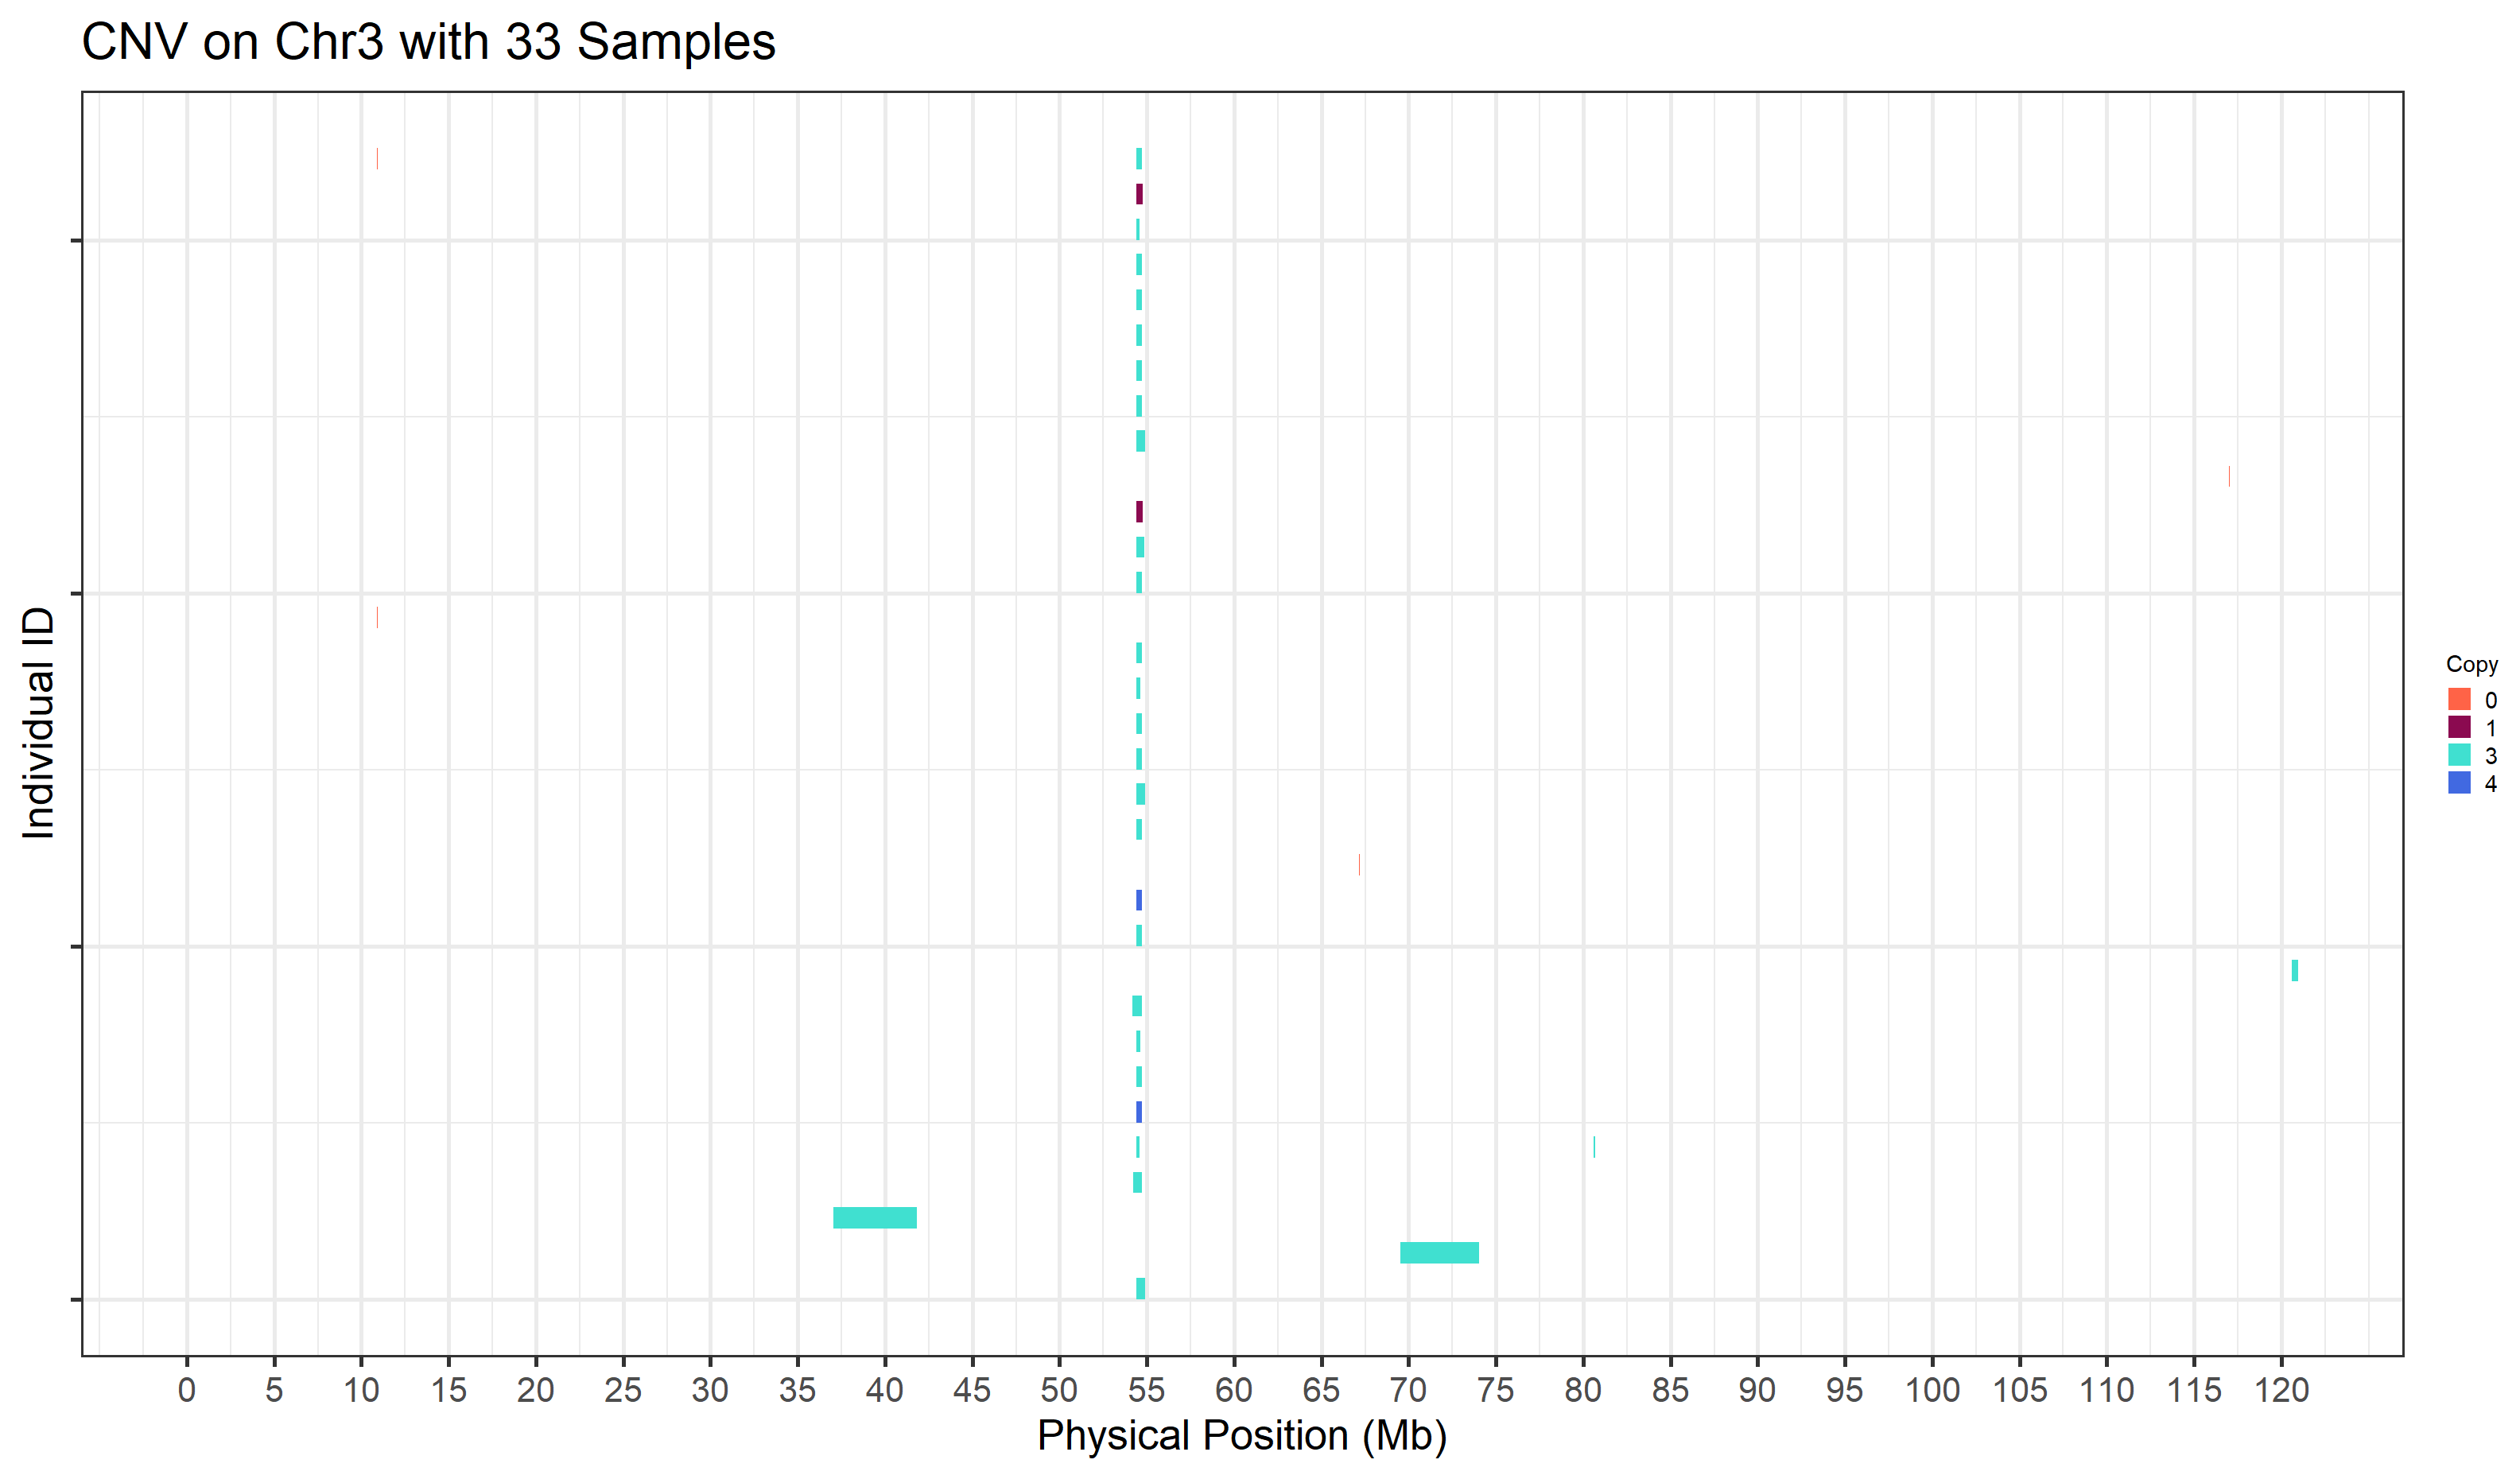 CNV on Chr3 with 33 Samples
Individual ID
Copy
0
1
3
4
0 5 10 15 20 25 30 35 40 45 50 55 60 65 70 75 80 85 90 95 100 105 110 115 120
Physical Position (Mb)